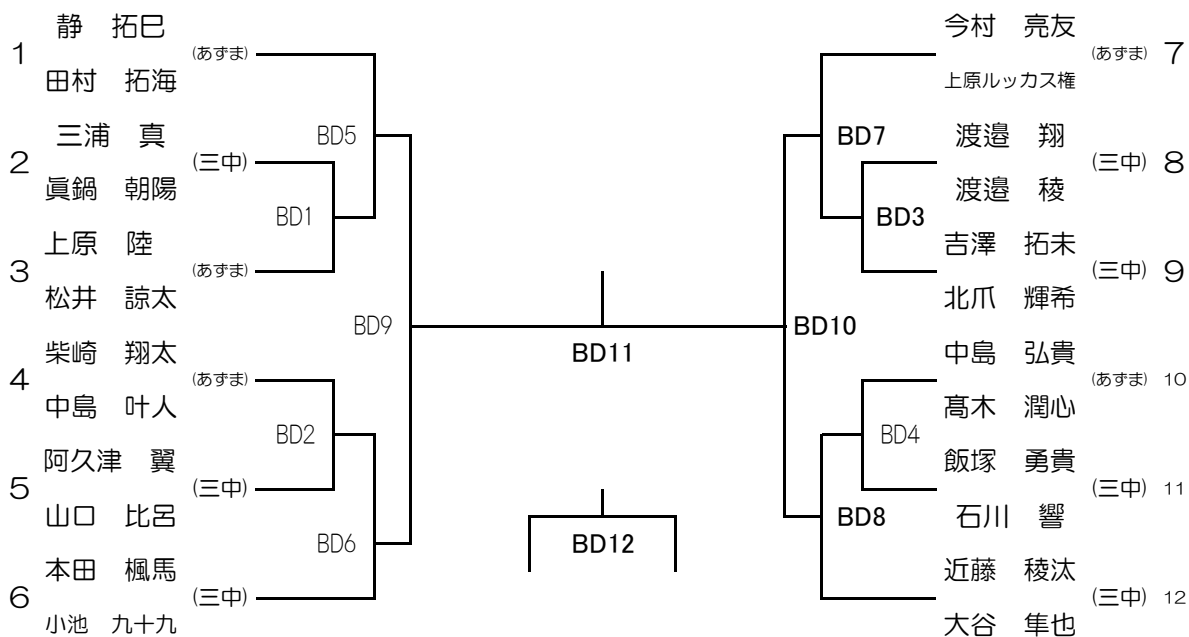 静　拓巳
1 (あずま)
田村　拓海
三浦　真
2 (三中)
眞鍋　朝陽
上原　陸
3 (あずま)
松井　諒太
柴崎　翔太
4 (あずま)
中島　叶人
阿久津　翼
5 (三中)
山口　比呂
本田　楓馬
6 (三中)
小池　九十九
BD5
BD1
BD9
BD2
BD6
BD11
BD12
BD7
BD3
BD10
BD4
BD8
今村　亮友
(あずま) 7
上原ルッカス権
渡邉　翔
(三中) 8
渡邉　稜
吉澤　拓未
(三中) 9
北爪　輝希
中島　弘貴
(あずま) 10
髙木　潤心
飯塚　勇貴
(三中) 11
石川　響
近藤　稜汰
(三中) 12
大谷　隼也